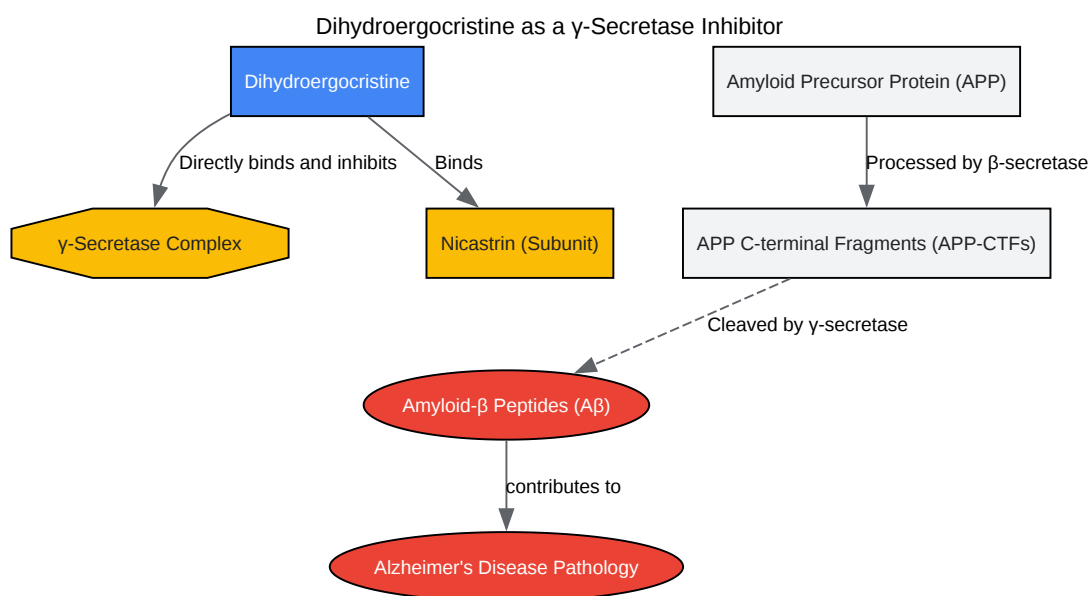 Dihydroergocristine as a γ-Secretase Inhibitor
Dihydroergocristine
Amyloid Precursor Protein (APP)
Directly binds and inhibits
Binds
Processed by β-secretase
γ-Secretase Complex
Nicastrin (Subunit)
APP C-terminal Fragments (APP-CTFs)
Cleaved by γ-secretase
Amyloid-β Peptides (Aβ)
contributes to
Alzheimer's Disease Pathology